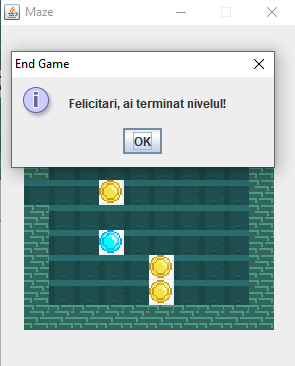 Maze
End Game
Felicitari, ai terminat nivelul!
OK